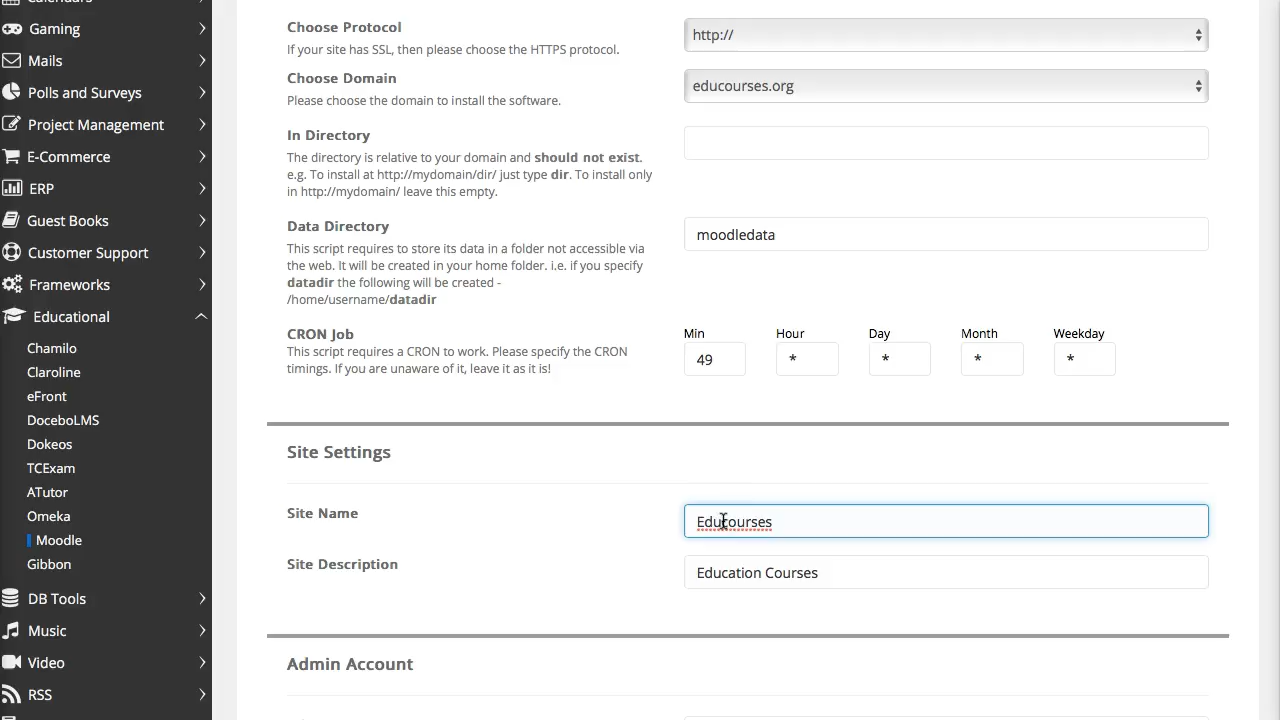 Gaming
Mails
Polls and Surveys
Project Management
E-Commerce
ERP
Guest Books
Customer Support
Frameworks
Educational
Chamilo
Claroline
eFront
DoceboLMS
Dokeos
TCExam
ATutor
Omeka
Moodle
Gibbon
DB Tools
Music
Video
RSS
Choose Protocol
If your site has SSL, then please choose the HTTPS protocol.
http://
Choose Domain
Please choose the domain to install the software.
educourses.org
In Directory
The directory is relative to your domain and should not exist.
e.g. To install at http://mydomain/dir/ just type dir. To install only
in http://mydomain/ leave this empty.
Data Directory
This script requires to store its data in a folder not accessible via
the web. It will be created in your home folder. i.e. if you specify
datadir the following will be created -
/home/username/datadir
moodledata
CRON Job
This script requires a CRON to work. Please specify the CRON
timings. If you are unaware of it, leave it as it is!
Min Hour Day Month Weekday
49 * * * *
Site Settings
Site Name
Educourses
Site Description
Education Courses
Admin Account